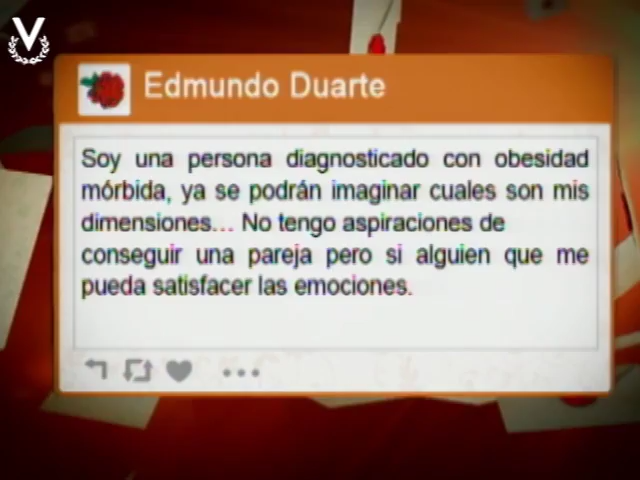 V
Edmundo Duarte
Soy una persona diagnosticado con obesidad
mórbida, ya se podrán imaginar cuales son mis
dimensiones... No tengo aspiraciones de
conseguir una pareja pero si alguien que me
pueda satisfacer las emociones.